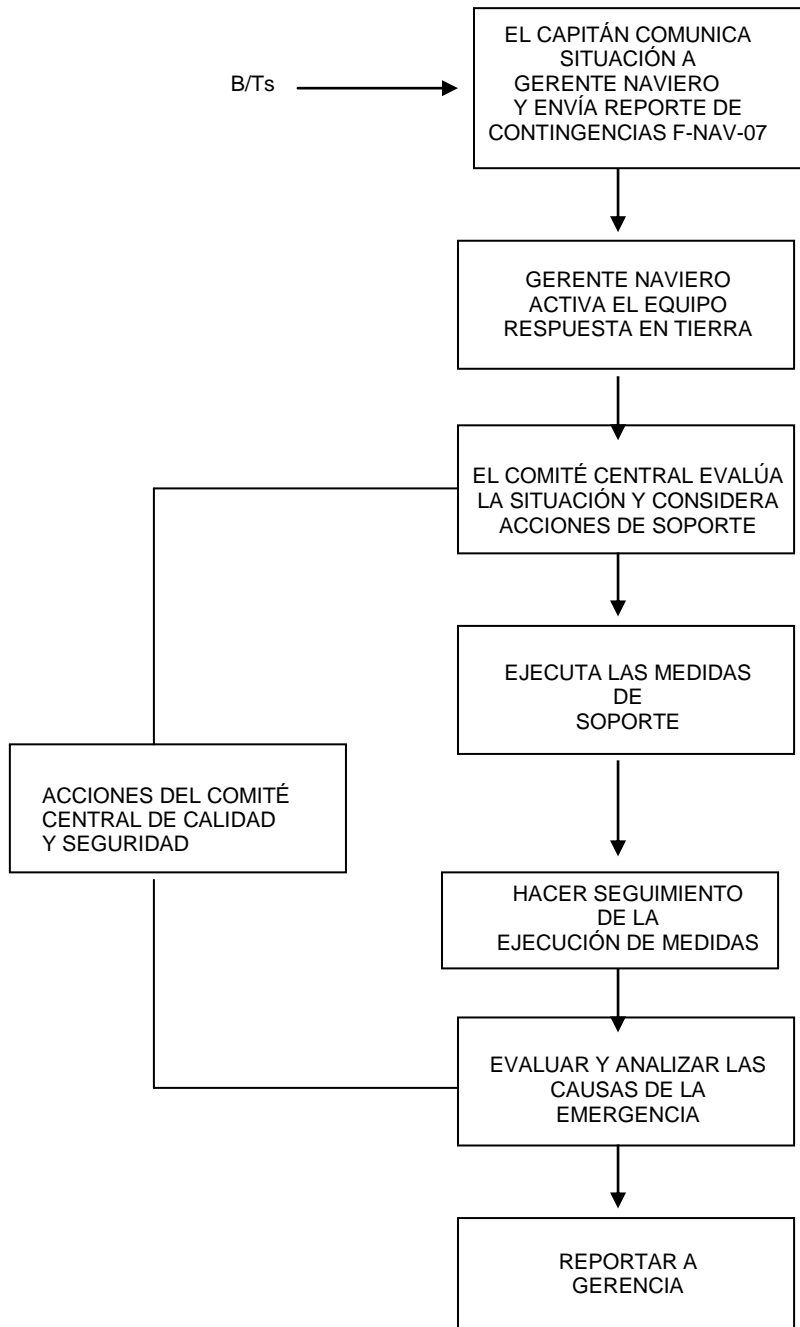 EL CAPITÁN COMUNICA
SITUACIÓN A
GERENTE NAVIERO
Y ENVÍA REPORTE DE
CONTINGENCIAS F-NAV-07
B/Ts
GERENTE NAVIERO
ACTIVA EL EQUIPO
RESPUESTA EN TIERRA
EL COMITÉ CENTRAL EVALÚA
LA SITUACIÓN Y CONSIDERA
ACCIONES DE SOPORTE
EJECUTA LAS MEDIDAS
DE
SOPORTE
ACCIONES DEL COMITÉ
CENTRAL DE CALIDAD
Y SEGURIDAD
HACER SEGUIMIENTO
DE LA
EJECUCIÓN DE MEDIDAS
EVALUAR Y ANALIZAR LAS
CAUSAS DE LA
EMERGENCIA
REPORTAR A
GERENCIA